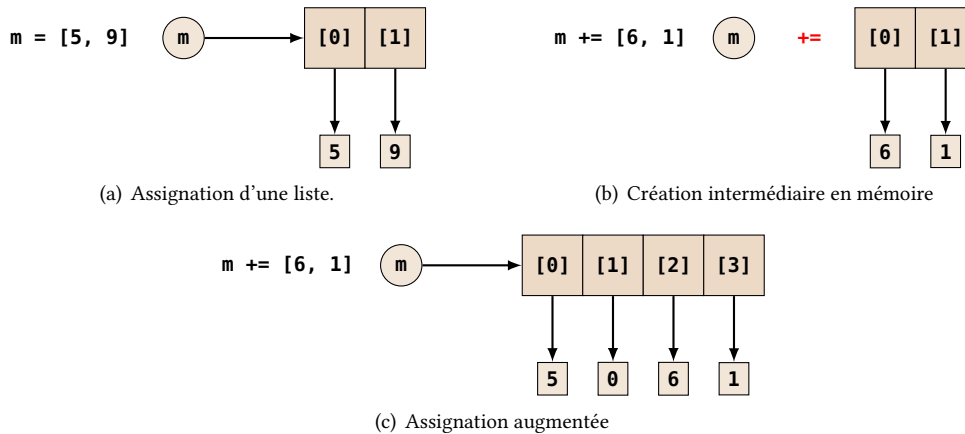 m = [5, 9] m [0] [1] m += [6, 1] m += [0] [1]
5 9 6 1
(a) Assignation d'une liste. (b) Création intermédiaire en mémoire
m += [6, 1] m [0] [1] [2] [3]
5 0 6 1
(c) Assignation augmentée